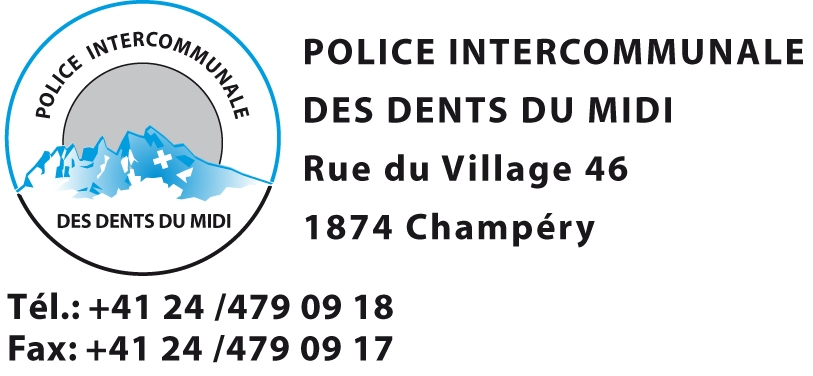 POLICE INTERCOMMUNALE
DES DENTS DU MIDI
POLICE INTERCOMMUNALE
DES DENTS DU MIDI
Rue du Village 46
1874 Champéry
Tél.: +41 24 /479 09 18
Fax: +41 24 /479 09 17